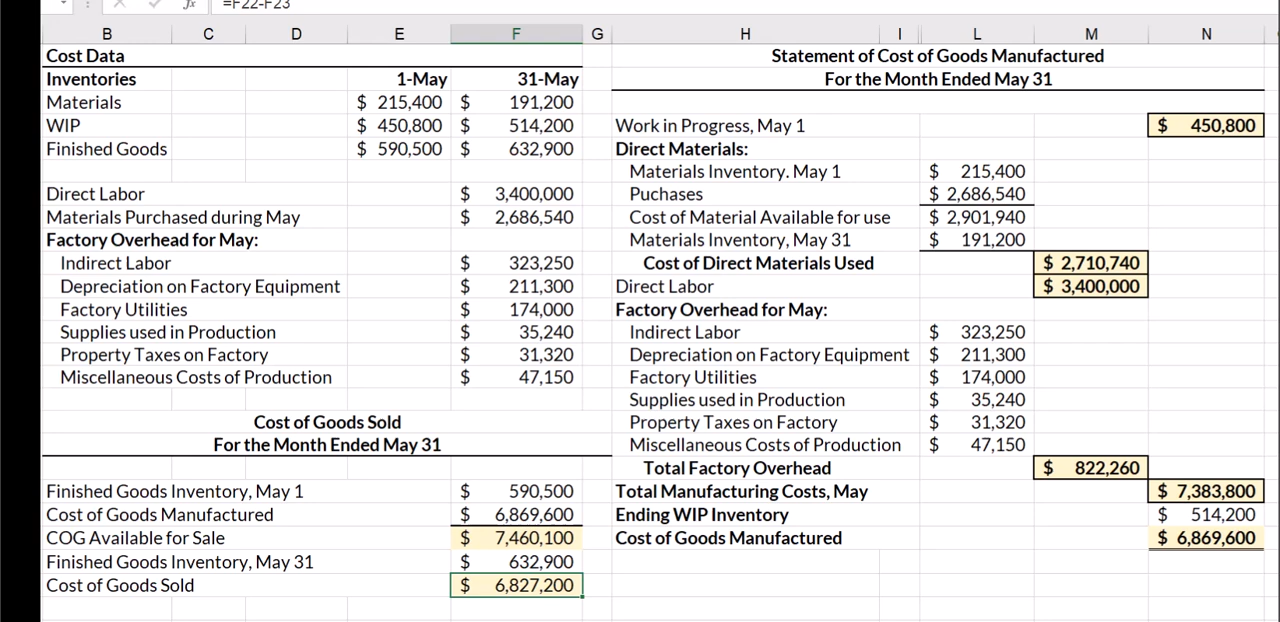 =F22-F23
B C D E F G H I L M N
Cost Data
Inventories 1-May 31-May
Materials $ 215,400 $ 191,200
WIP $ 450,800 $ 514,200
Finished Goods $ 590,500 $ 632,900
Direct Labor $ 3,400,000
Materials Purchased during May $ 2,686,540
Factory Overhead for May:
Indirect Labor $ 323,250
Depreciation on Factory Equipment $ 211,300
Factory Utilities $ 174,000
Supplies used in Production $ 35,240
Property Taxes on Factory $ 31,320
Miscellaneous Costs of Production $ 47,150
Cost of Goods Sold
For the Month Ended May 31
Finished Goods Inventory, May 1 $ 590,500
Cost of Goods Manufactured $ 6,869,600
COG Available for Sale $ 7,460,100
Finished Goods Inventory, May 31 $ 632,900
Cost of Goods Sold $ 6,827,200
Statement of Cost of Goods Manufactured
For the Month Ended May 31
Work in Progress, May 1 $ 450,800
Direct Materials:
Materials Inventory. May 1 $ 215,400
Puchases $ 2,686,540
Cost of Material Available for use $ 2,901,940
Materials Inventory, May 31 $ 191,200
Cost of Direct Materials Used $ 2,710,740
Direct Labor $ 3,400,000
Factory Overhead for May:
Indirect Labor $ 323,250
Depreciation on Factory Equipment $ 211,300
Factory Utilities $ 174,000
Supplies used in Production $ 35,240
Property Taxes on Factory $ 31,320
Miscellaneous Costs of Production $ 47,150
Total Factory Overhead $ 822,260
Total Manufacturing Costs, May $ 7,383,800
Ending WIP Inventory $ 514,200
Cost of Goods Manufactured $ 6,869,600